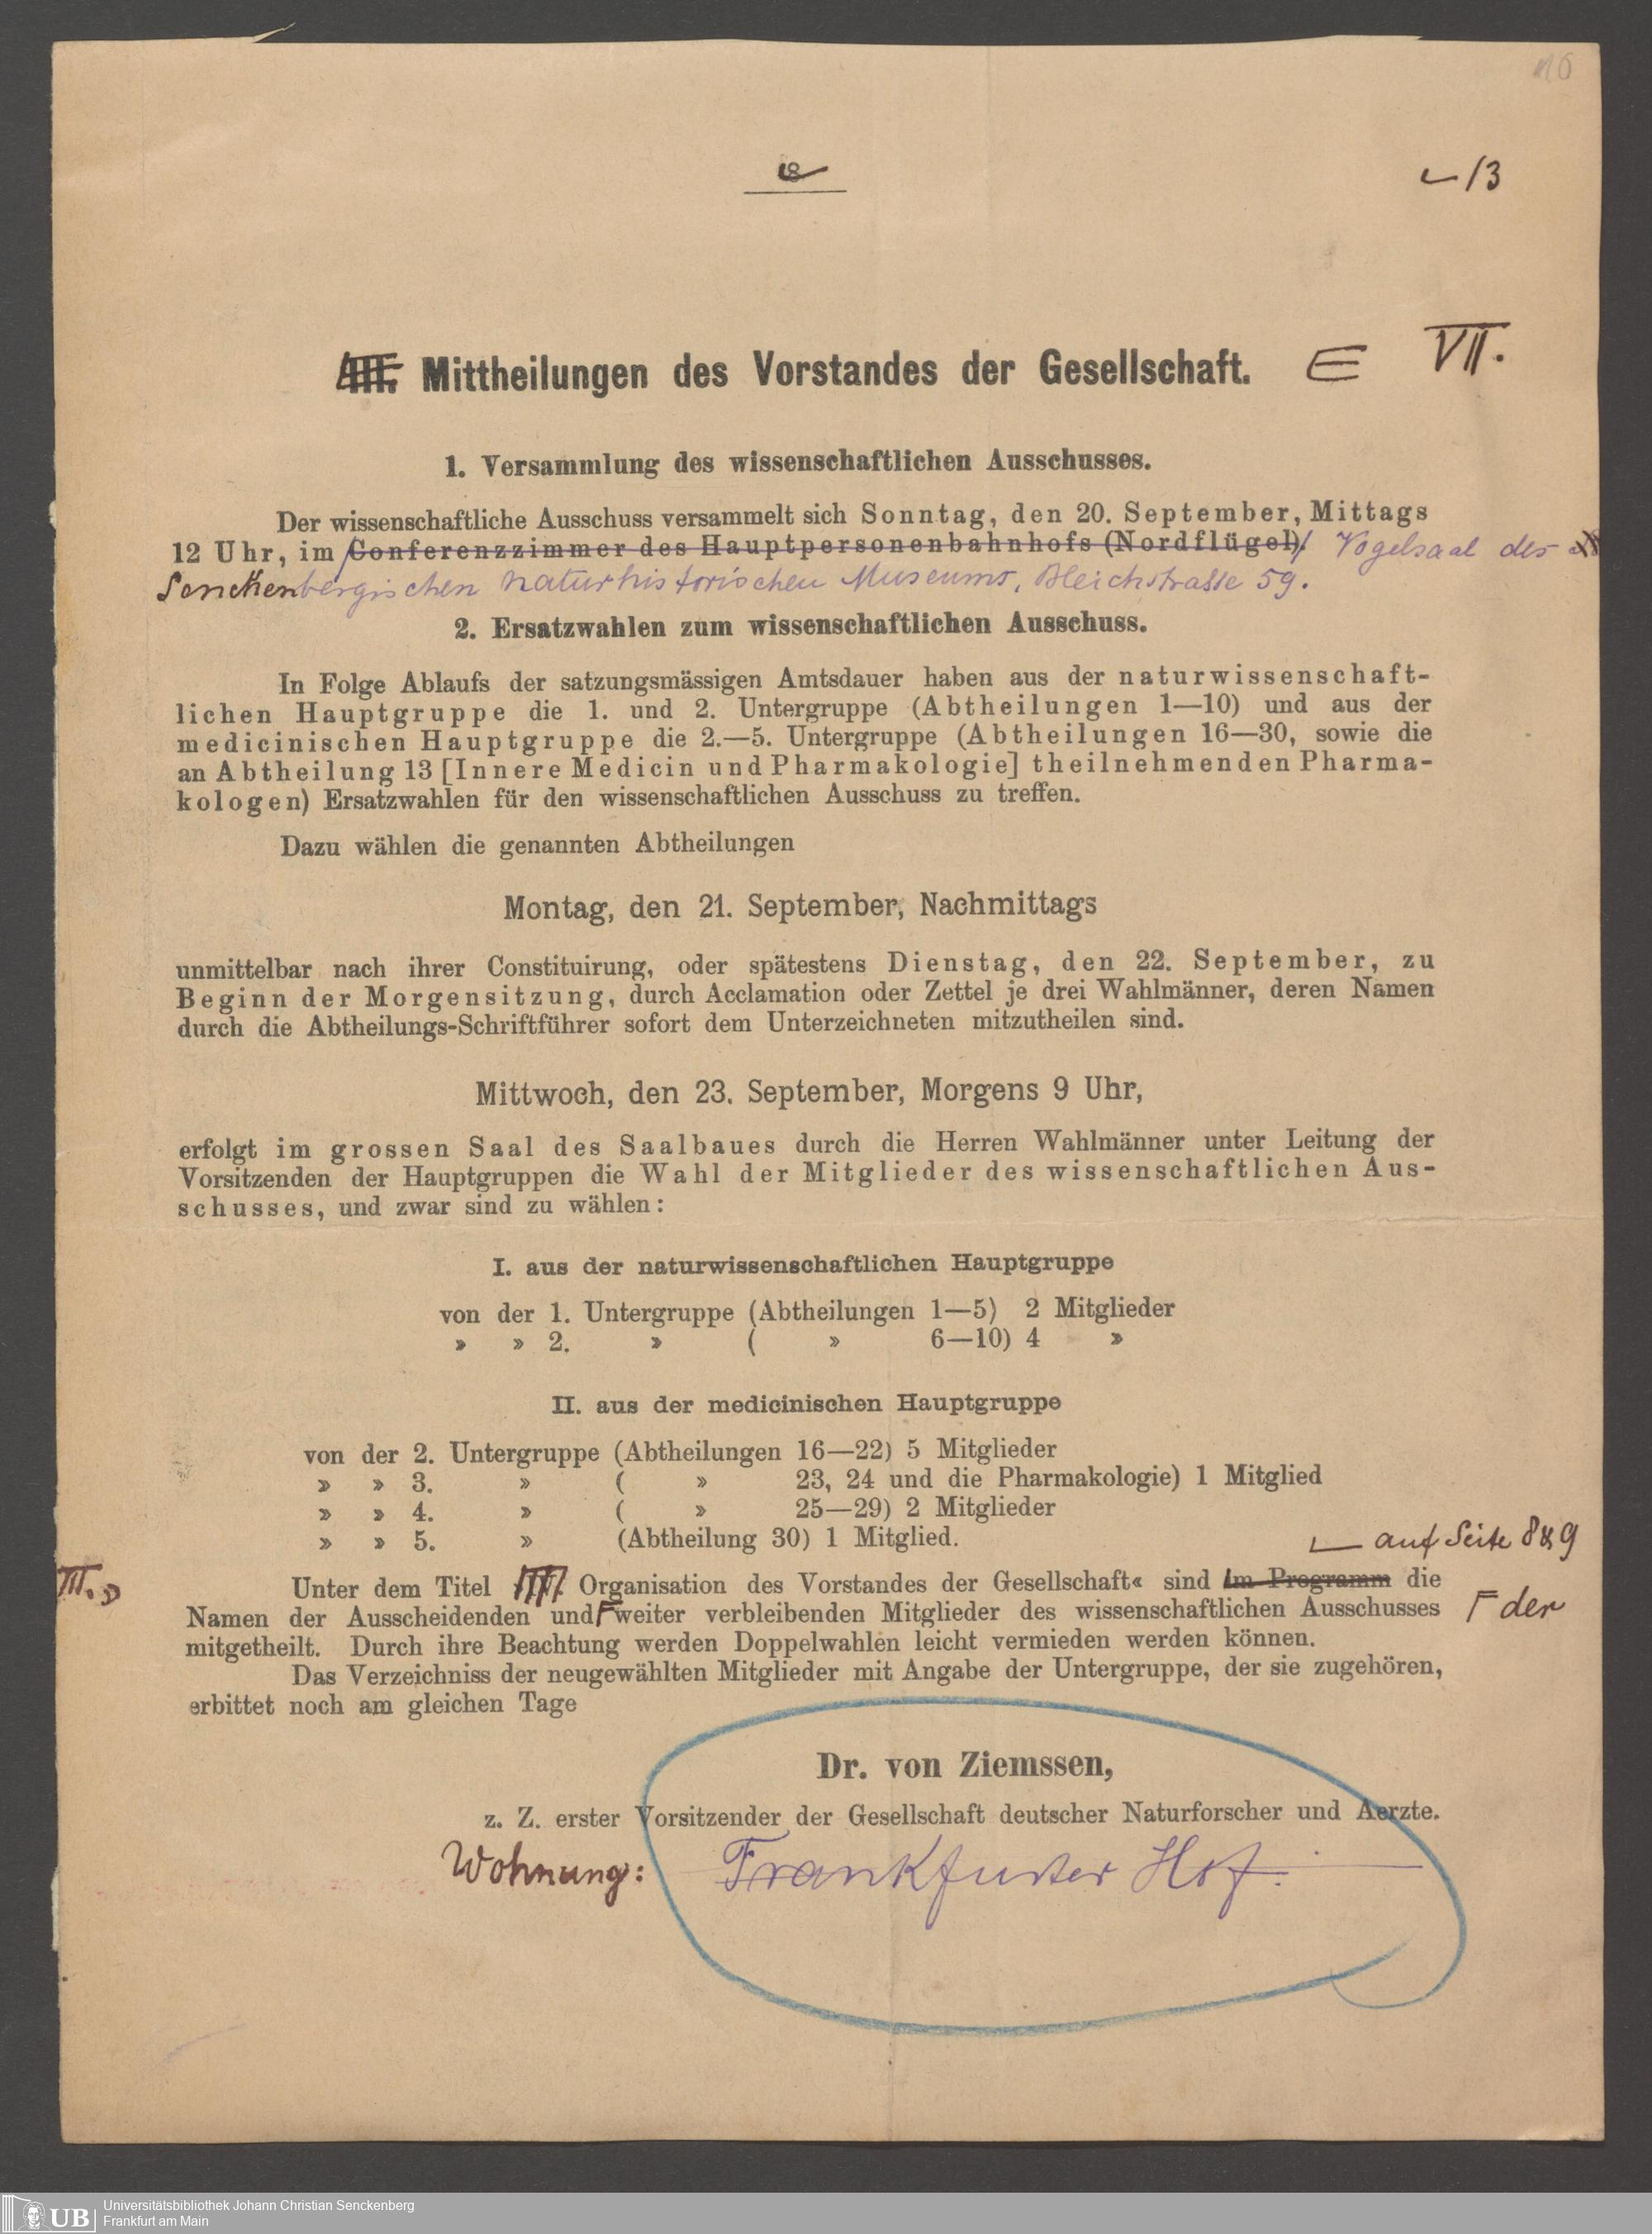 16
8
13
III. Mittheilungen des Vorstandes der Gesellschaft. VII.
1. Versammlung des wissenschaftlichen Ausschusses.
Der wissenschaftliche Ausschuss versammelt sich Sonntag, den 20. September, Mittags
12 Uhr, im Conferenzzimmer des Hauptpersonenbahnhofs (Nordflügel). Vogelsaal des
Senckenbergischen naturhistorischen Museums, Bleichstrasse 59.
2. Ersatzwahlen zum wissenschaftlichen Ausschuss.
In Folge Ablaufs der satzungsmässigen Amtsdauer haben aus der naturwissenschaft-
lichen Hauptgruppe die 1. und 2. Untergruppe (Abtheilungen 1—10) und aus der
medicinischen Hauptgruppe die 2.—5. Untergruppe (Abtheilungen 16—30, sowie die
an Abtheilung 13 [Innere Medicin und Pharmakologie] theilnehmenden Pharma-
kologen) Ersatzwahlen für den wissenschaftlichen Ausschuss zu treffen.
Dazu wählen die genannten Abtheilungen
Montag, den 21. September, Nachmittags
unmittelbar nach ihrer Constituirung, oder spätestens Dienstag, den 22. September, zu
Beginn der Morgensitzung, durch Acclamation oder Zettel je drei Wahlmänner, deren Namen
durch die Abtheilungs-Schriftführer sofort dem Unterzeichneten mitzutheilen sind.
Mittwoch, den 23. September, Morgens 9 Uhr,
erfolgt im grossen Saal des Saalbaues durch die Herren Wahlmänner unter Leitung der
Vorsitzenden der Hauptgruppen die Wahl der Mitglieder des wissenschaftlichen Aus-
schusses, und zwar sind zu wählen:
I. aus der naturwissenschaftlichen Hauptgruppe
von der 1. Untergruppe (Abtheilungen 1—5) 2 Mitglieder
» » 2. » ( » 6—10) 4 »
II. aus der medicinischen Hauptgruppe
von der 2. Untergruppe (Abtheilungen 16—22) 5 Mitglieder
» » 3. » ( » 23, 24 und die Pharmakologie) 1 Mitglied
» » 4. » ( » 25—29) 2 Mitglieder
» » 5. » (Abtheilung 30) 1 Mitglied.
auf Seite 8 & 9
III. D Unter dem Titel Organisation des Vorstandes der Gesellschaft« sind im Programm die
Namen der Ausscheidenden und weiter verbleibenden Mitglieder des wissenschaftlichen Ausschusses der
mitgetheilt. Durch ihre Beachtung werden Doppelwahlen leicht vermieden werden können.
Das Verzeichniss der neugewählten Mitglieder mit Angabe der Untergruppe, der sie zugehören,
erbittet noch am gleichen Tage
Dr. von Ziemssen,
z. Z. erster Vorsitzender der Gesellschaft deutscher Naturforscher und Aerzte.
Wohnung: Frankfurter Hof.
UB
Universitätsbibliothek Johann Christian Senckenberg
Frankfurt am Main